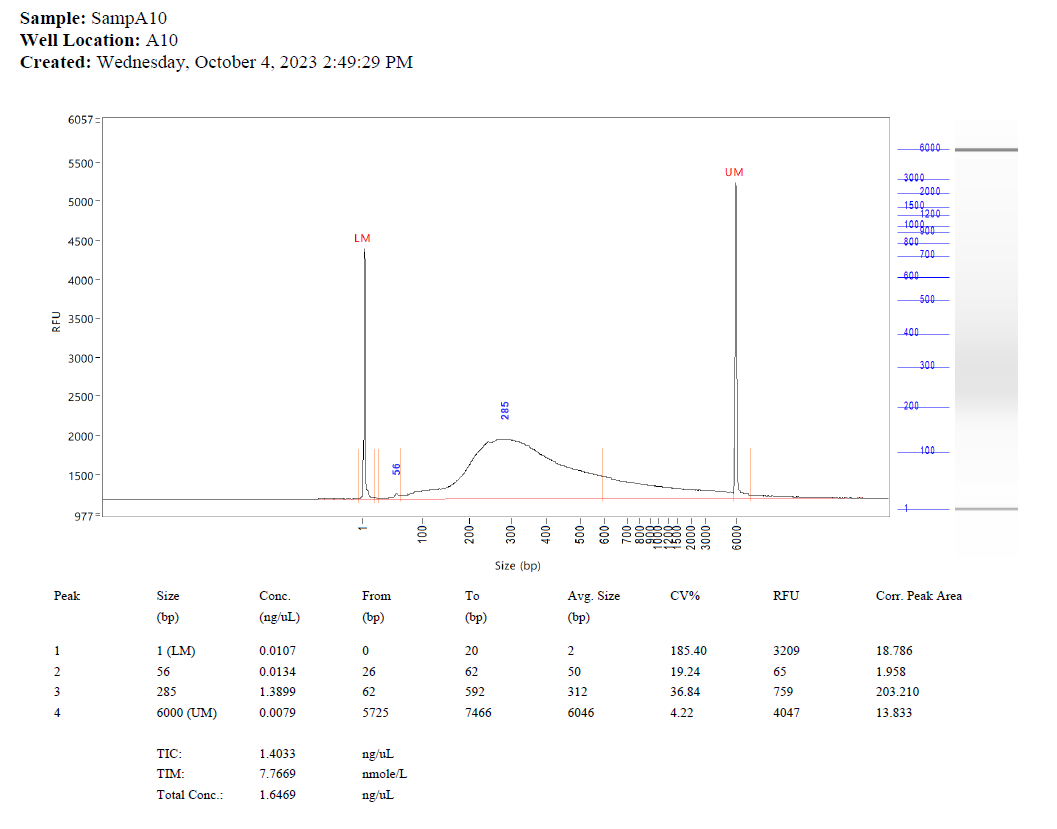 Sample: SampA10
Well Location: A10
Created: Wednesday, October 4, 2023 2:49:29 PM
6057
5500
5000
4500
4000
3500
3000
2500
2000
1500
977
RFU
LM
56
285
UM
1 100 200 300 400 500 600 700 800 900 1000 1200 1500 2000 3000 6000
Size (bp)
6000
3000
2000
1500
1200
1000
900
800
700
600
500
400
300
200
100
1
Peak Size Conc. From To Avg. Size CV% RFU Corr. Peak Area
(bp) (ng/uL) (bp) (bp) (bp)
1 1 (LM) 0.0107 0 20 2 185.40 3209 18.786
2 56 0.0134 26 62 50 19.24 65 1.958
3 285 1.3899 62 592 312 36.84 759 203.210
4 6000 (UM) 0.0079 5725 7466 6046 4.22 4047 13.833
TIC: 1.4033 ng/uL
TIM: 7.7669 nmole/L
Total Conc.: 1.6469 ng/uL